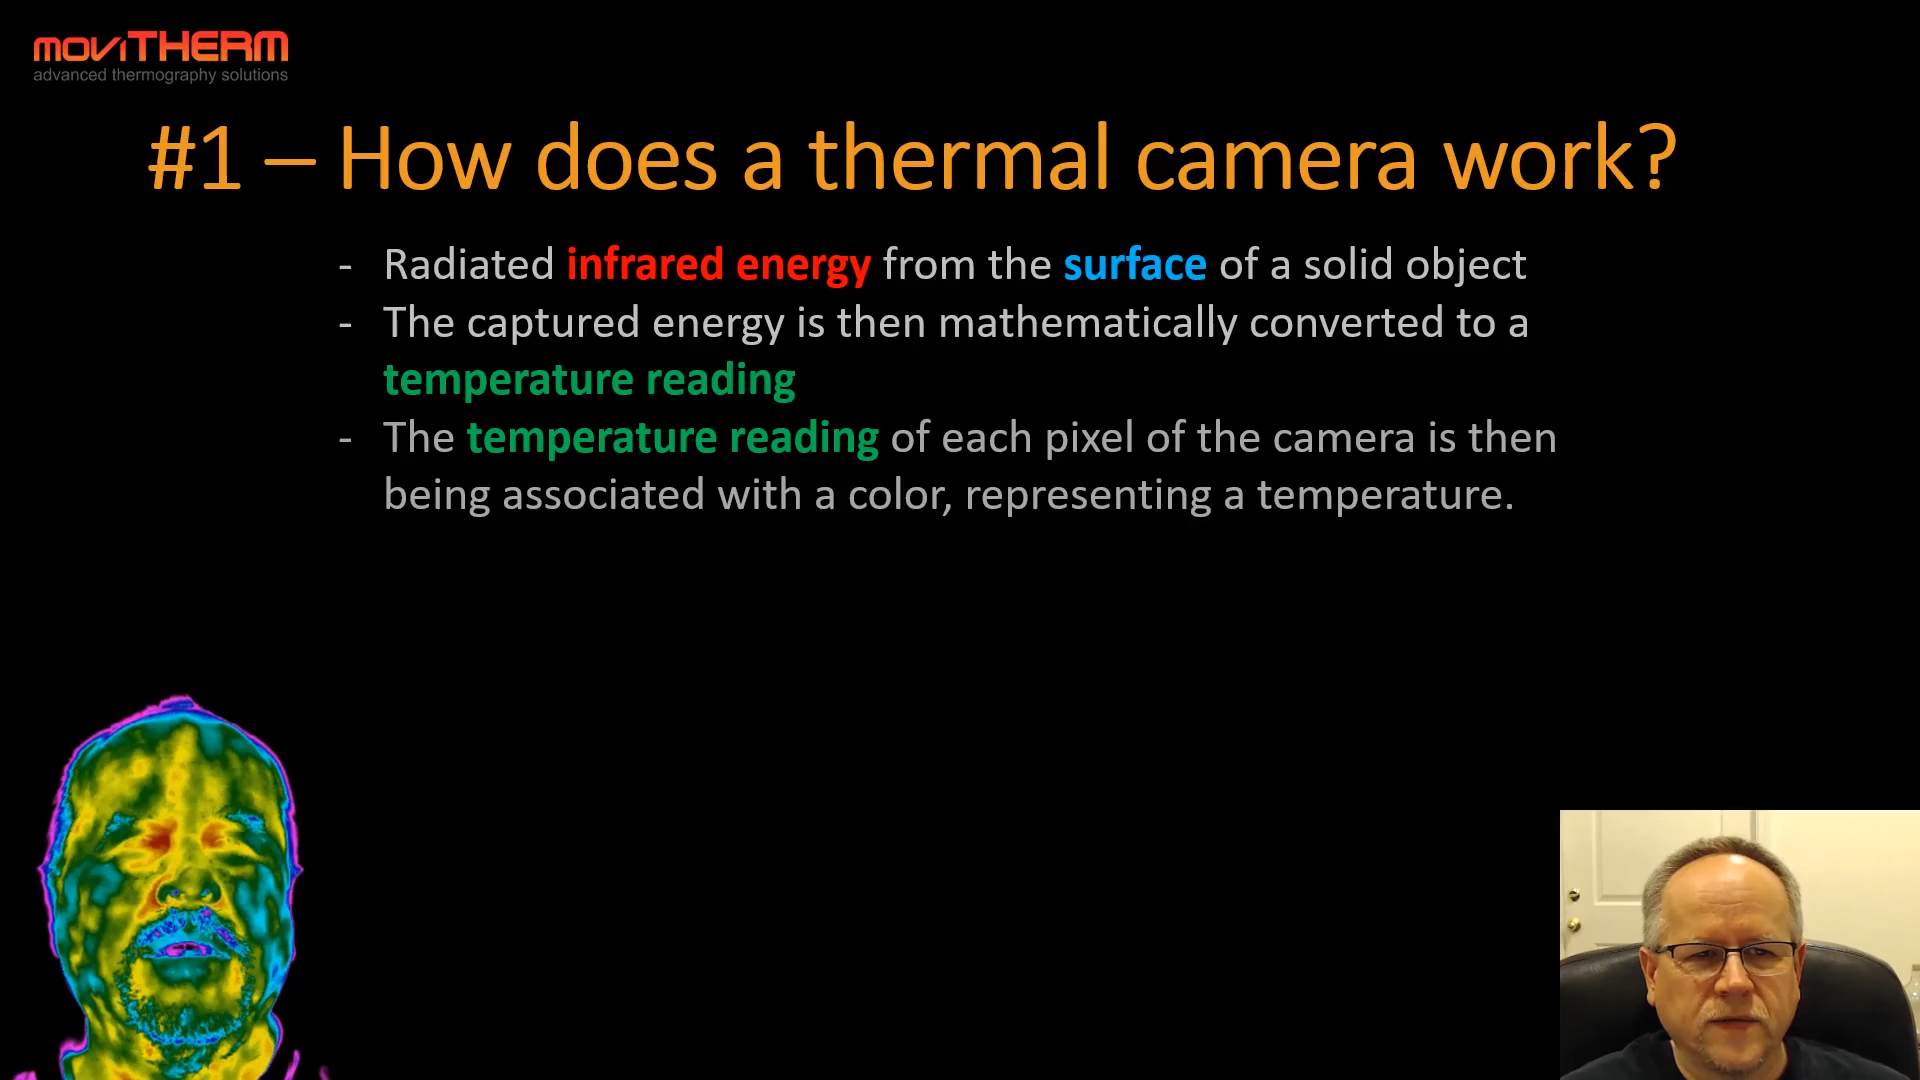 moviTHERM
advanced thermography solutions
#1 – How does a thermal camera work?
- Radiated infrared energy from the surface of a solid object
- The captured energy is then mathematically converted to a
temperature reading
- The temperature reading of each pixel of the camera is then
being associated with a color, representing a temperature.